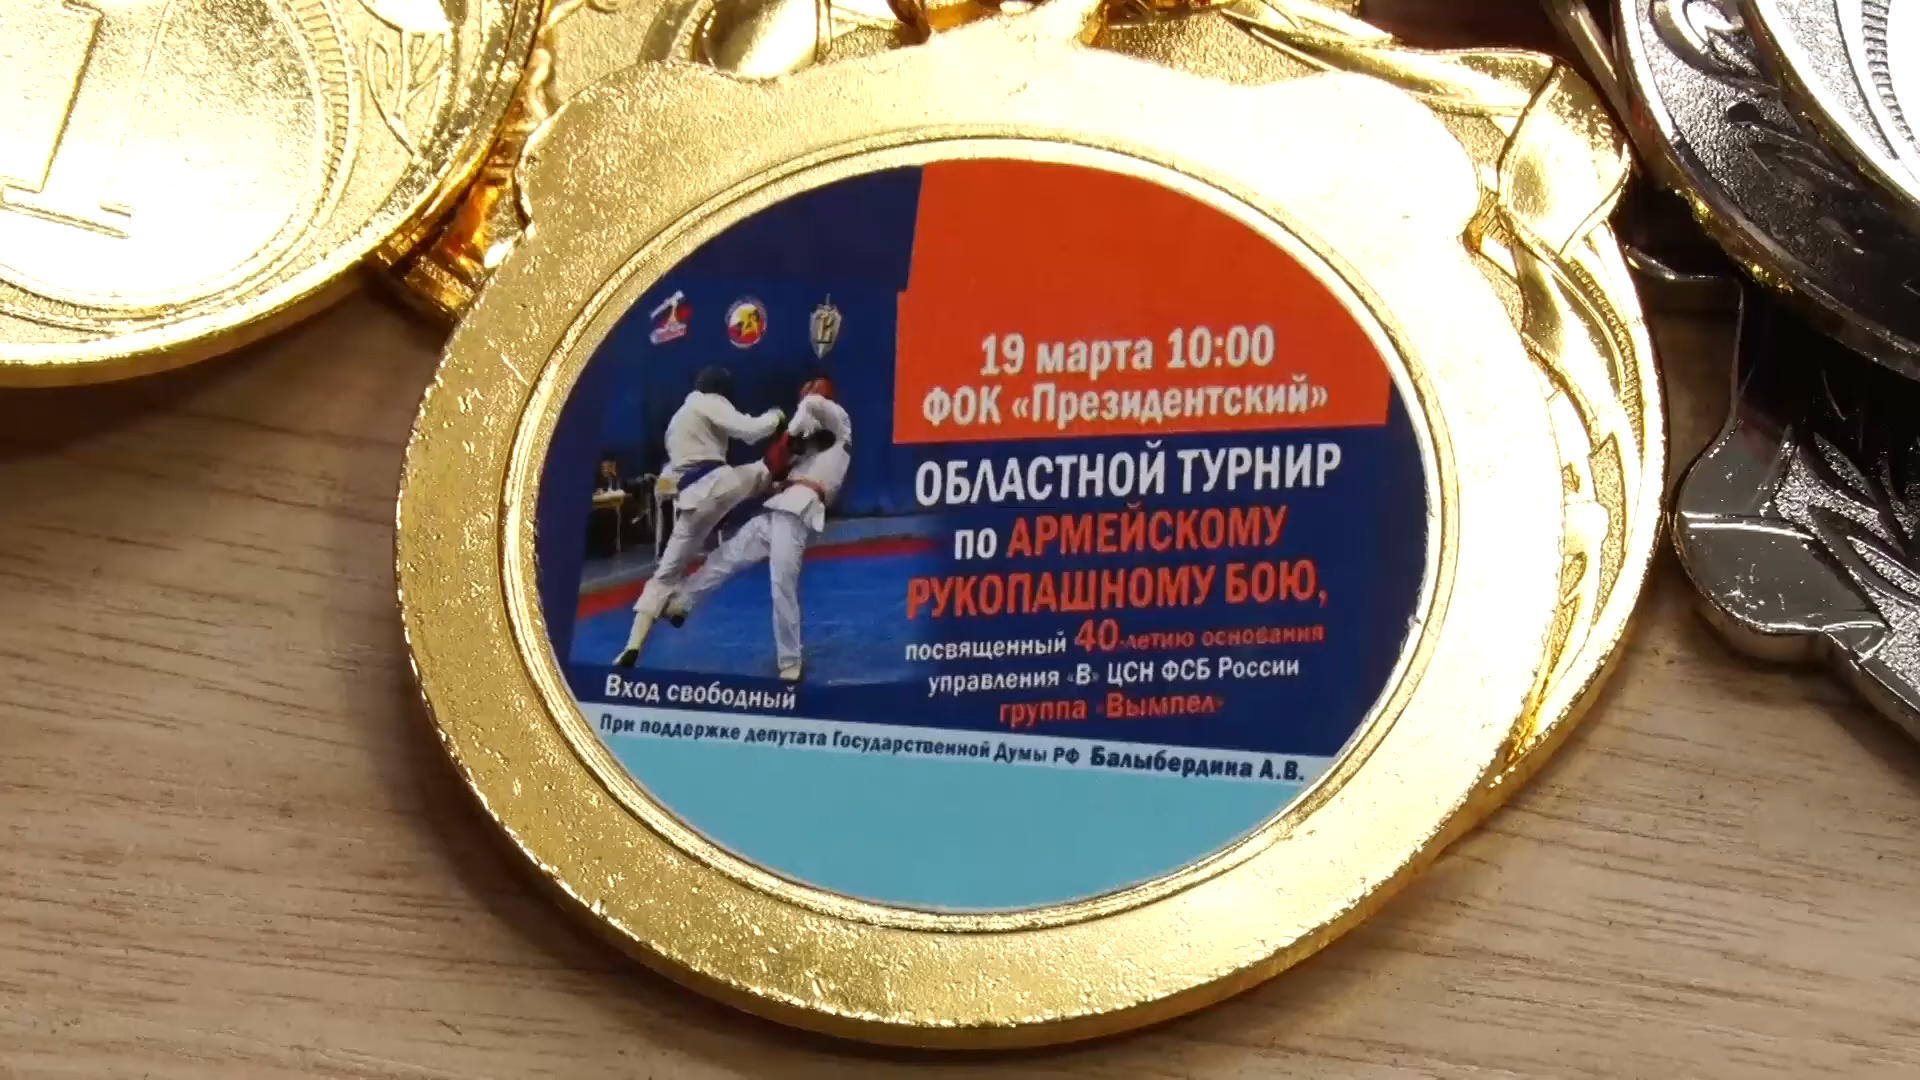 1
19 марта 10:00
ФОК «Президентский»
ОБЛАСТНОЙ ТУРНИР
по АРМЕЙСКОМУ
РУКОПАШНОМУ БОЮ,
посвященный 40-летию основания
управления «В» ЦСН ФСБ России
группа «Вымпел»
Вход свободный
При поддержке депутата Государственной Думы РФ Балыбердина А.В.